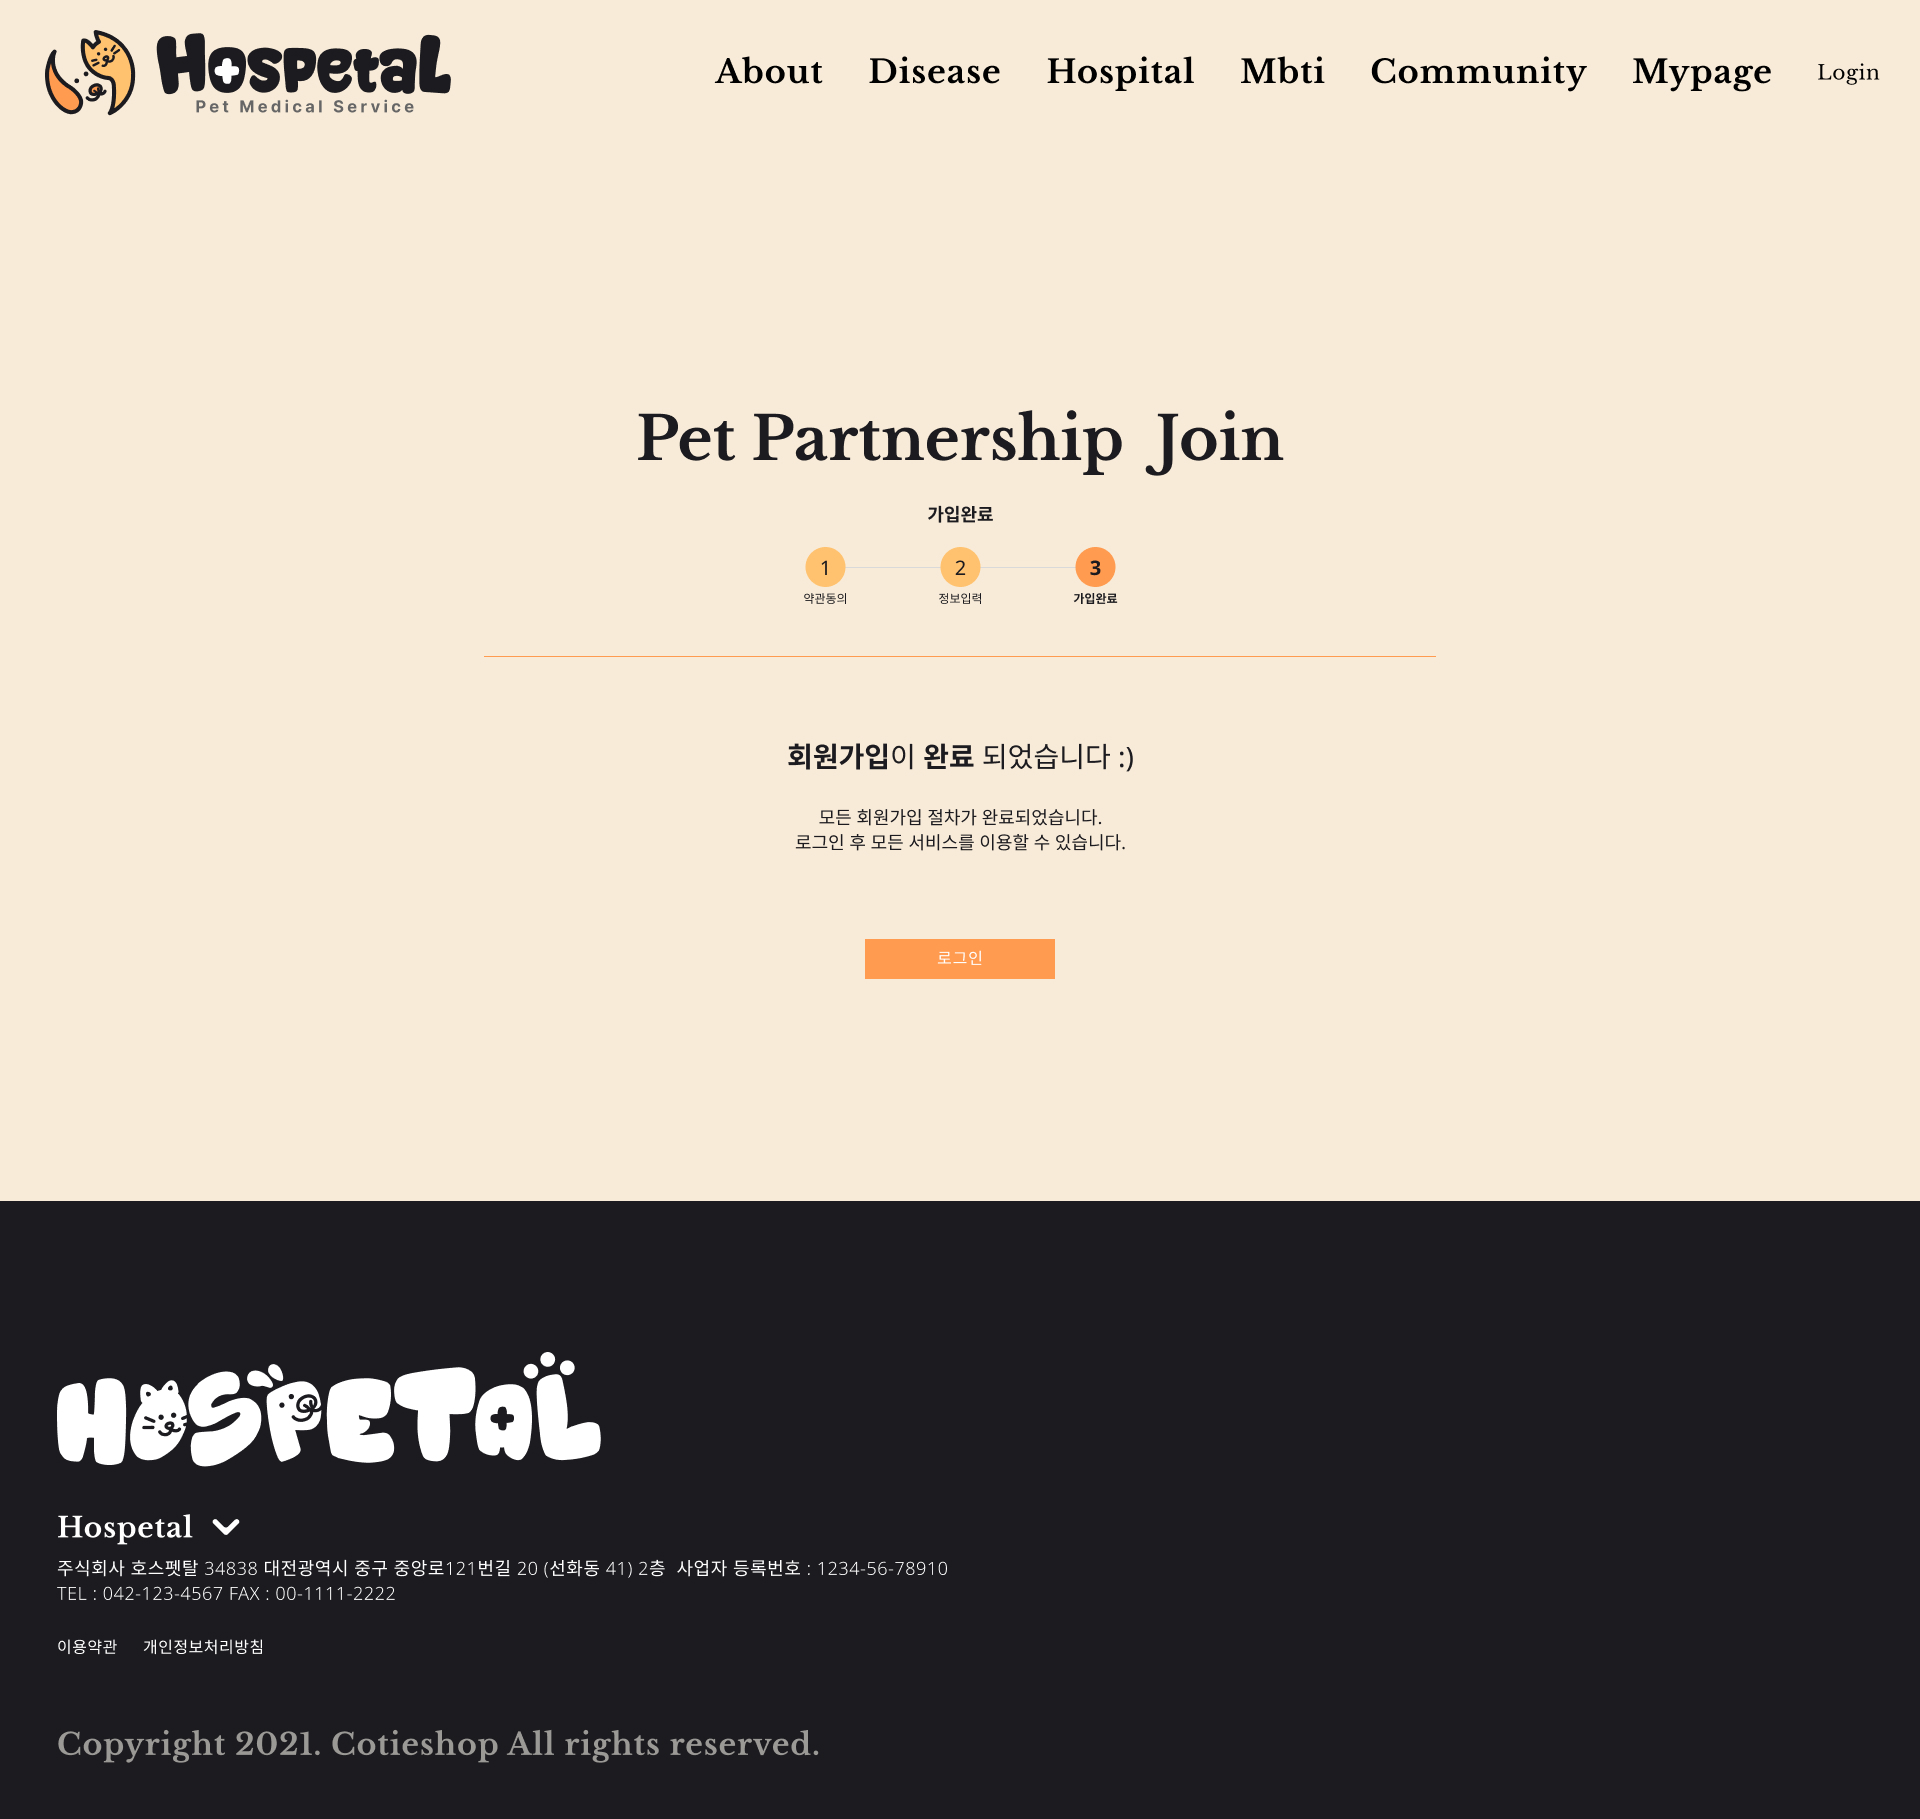 Hospetal
Pet Medical Service
About Disease Hospital Mbti Community Mypage Login
Pet Partnership Join
가입완료
1 2 3
약관동의 정보입력 가입완료
회원가입이 완료 되었습니다 :)
모든 회원가입 절차가 완료되었습니다.
로그인 후 모든 서비스를 이용할 수 있습니다.
로그인
HOSPETAL
Hospetal
주식회사 호스펫탈 34838 대전광역시 중구 중앙로121번길 20 (선화동 41) 2층 사업자 등록번호 : 1234-56-78910
TEL : 042-123-4567 FAX : 00-1111-2222
이용약관 개인정보처리방침
Copyright 2021. Cotieshop All rights reserved.